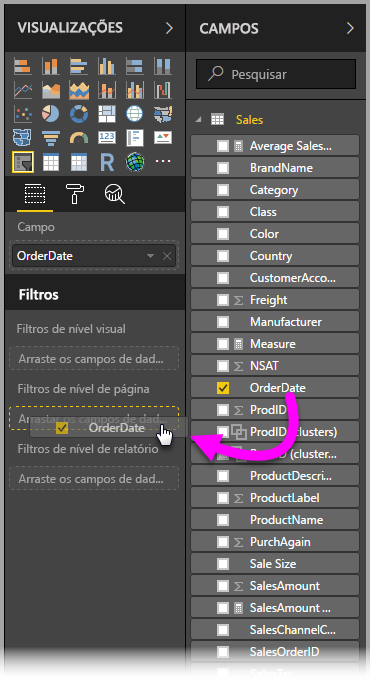 VISUALIZAÇÕES
Campo
OrderDate
Filtros
Filtros de nível visual
Arraste os campos de dad...
Filtros de nível de página
Arrastar os campos de dad...
OrderDate
Filtros de nível de relatório
Arraste os campos de dad...
CAMPOS
Pesquisar
Sales
Average Sales...
BrandName
Category
Class
Color
Country
CustomerAcco...
Freight
Manufacturer
Measure
NSAT
OrderDate
ProdID
ProdID (clusters)
(cluster...
ProductDescri...
ProductLabel
ProductName
PurchAgain
Sale Size
SalesAmount
SalesAmount ...
SalesChannelC...
SalesOrderID